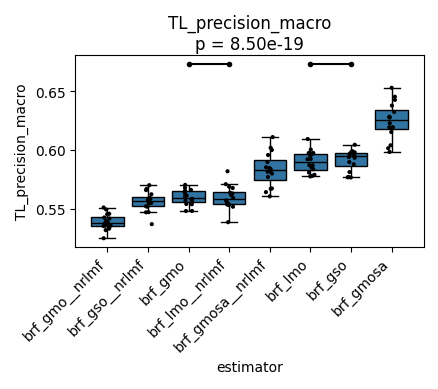 TL_precision_macro
p = 8.50e-19
TL_precision_macro
0.65
0.60
0.55
brf_gmo__nrlmf
brf_gso__nrlmf
brf_gmo
brf_lmo__nrlmf
brf_gmosa__nrlmf
brf_lmo
brf_gso
brf_gmosa
estimator